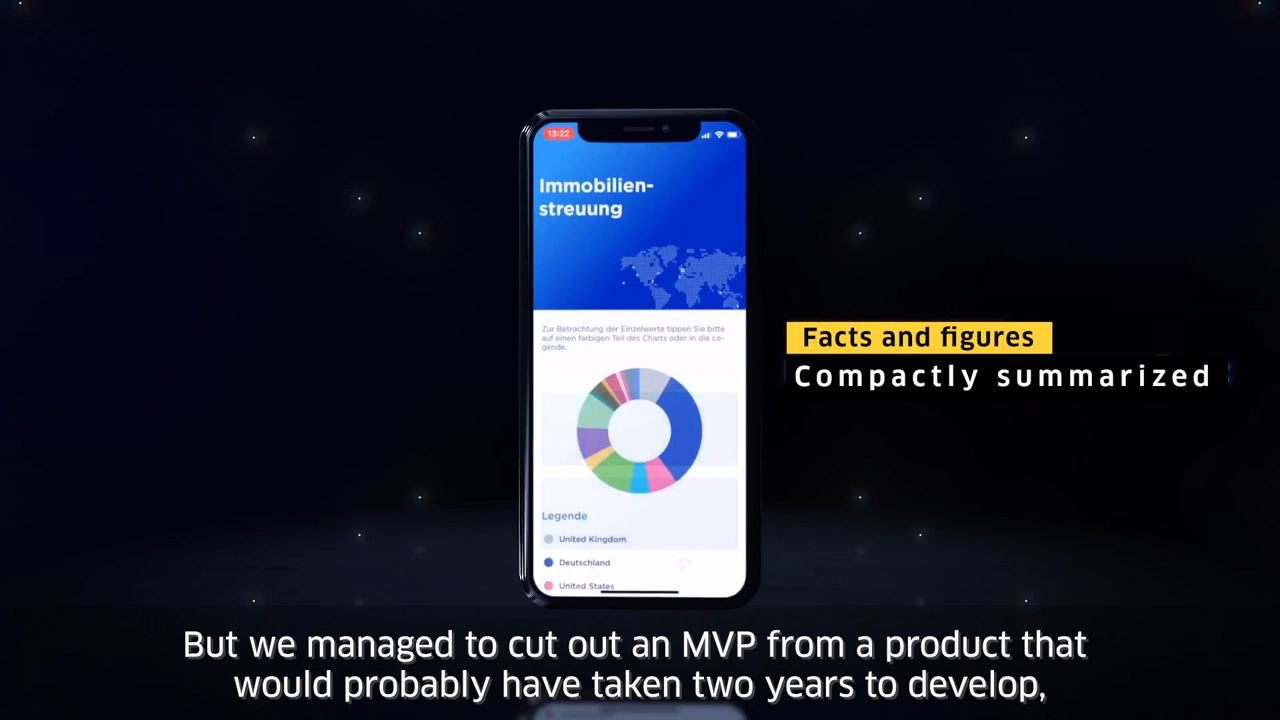 13:22
Immobilien-
streuung
Zur Betrachtung der Einzelwerte tippen Sie bitte
auf einen farbigen Teil des Charts oder in die Le-
gende.
Legende
United Kingdom
Deutschland
United States
Facts and figures
Compactly summarized
But we managed to cut out an MVP from a product that
would probably have taken two years to develop,